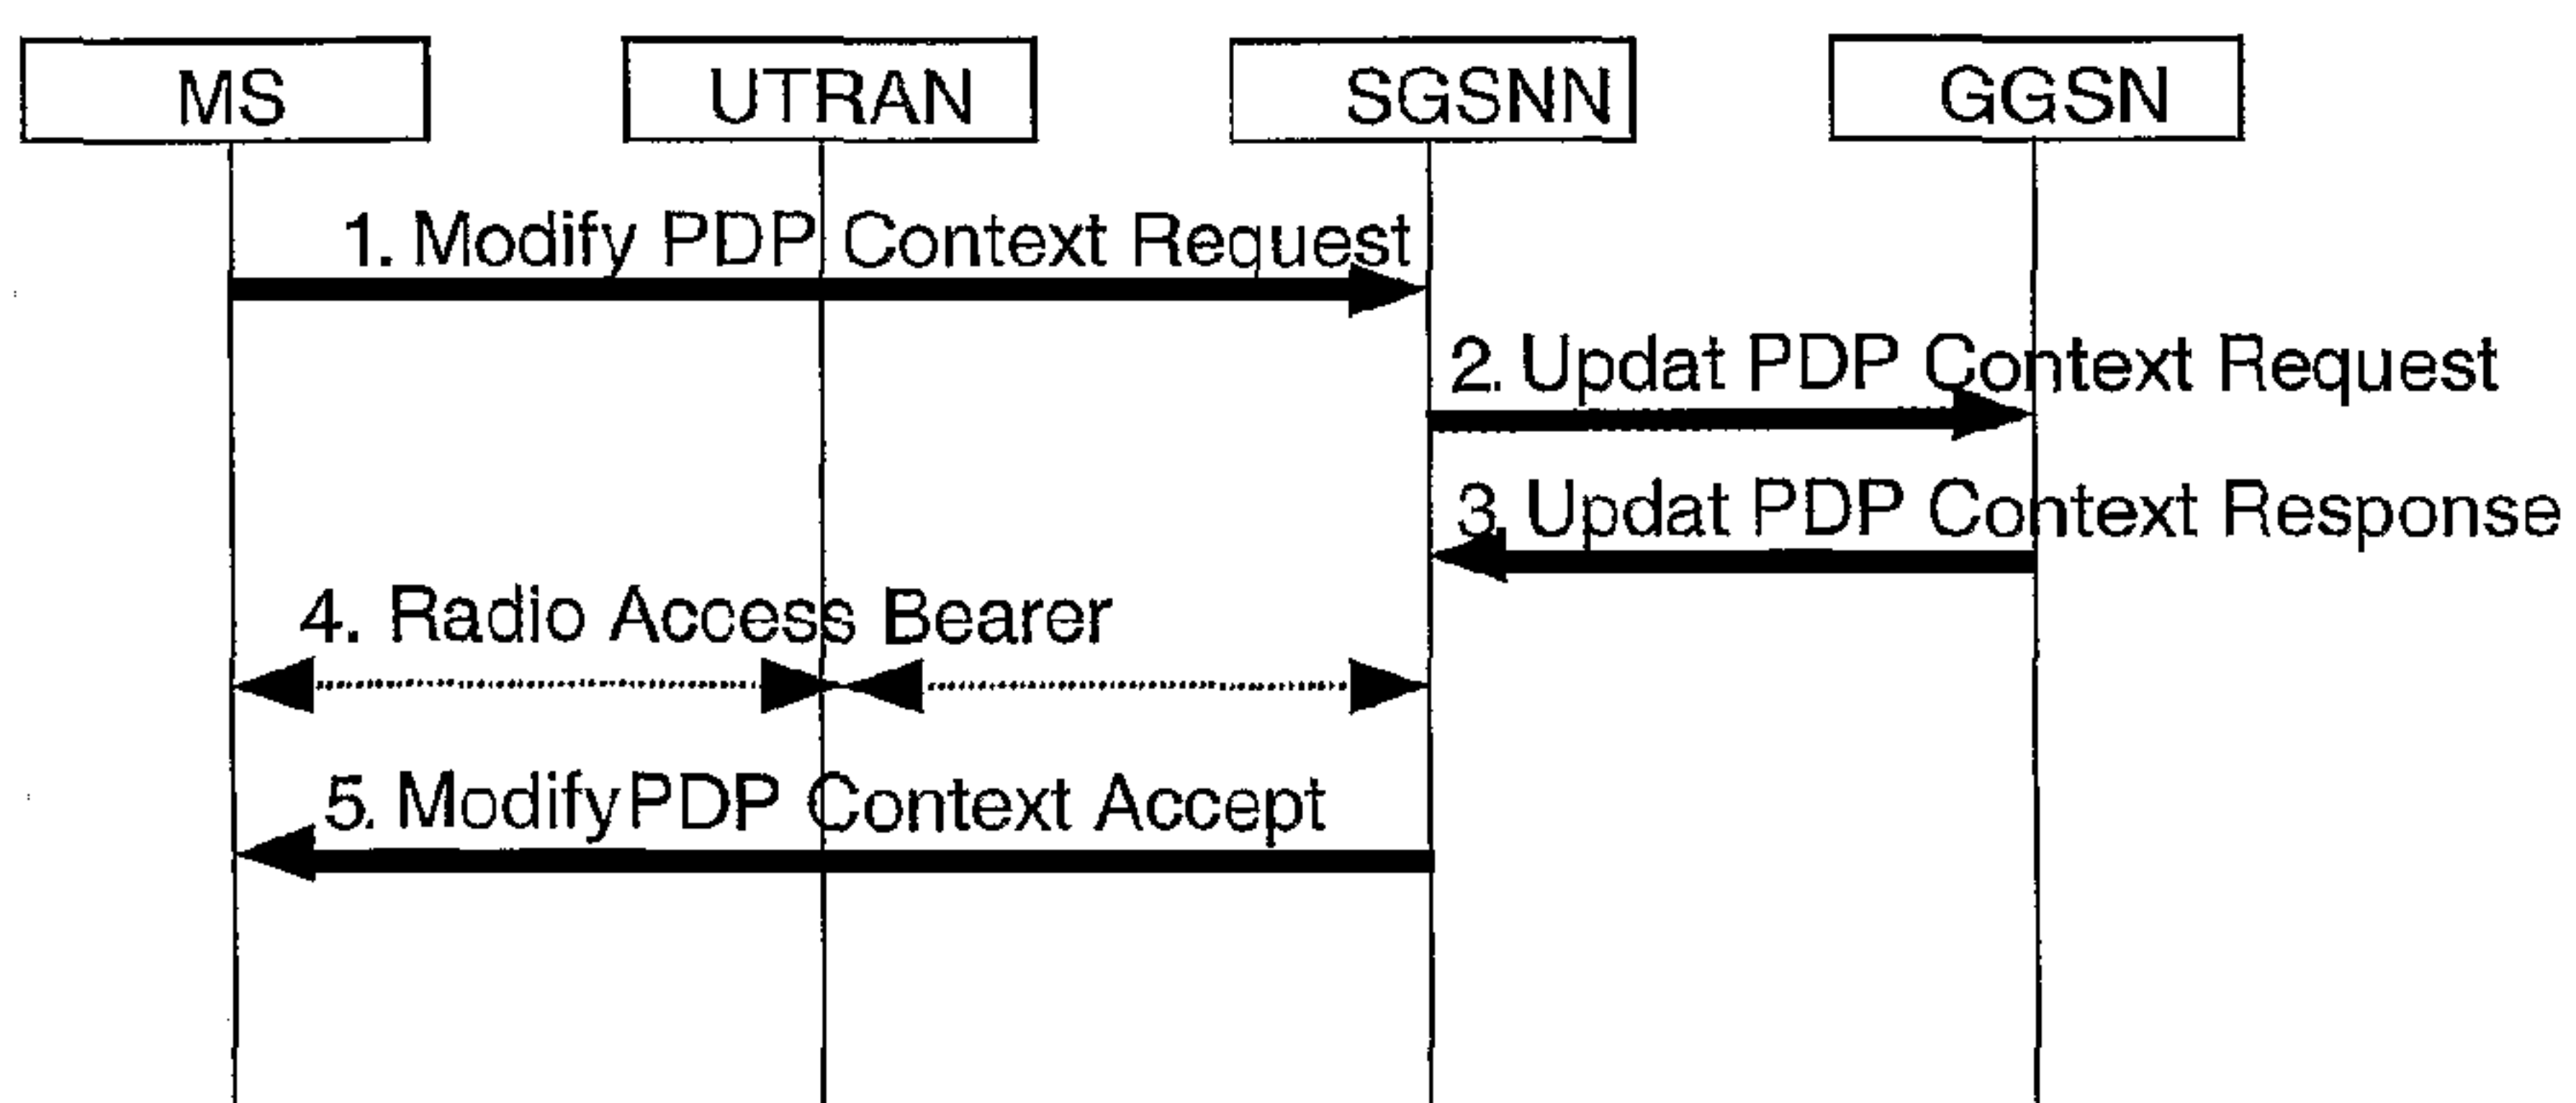 MS
UTRAN
SGSNN
GGSN
1. Modify PDP Context Request
2. Updat PDP Context Request
3. Updat PDP Context Response
4. Radio Access Bearer
5. ModifyPDP Context Accept